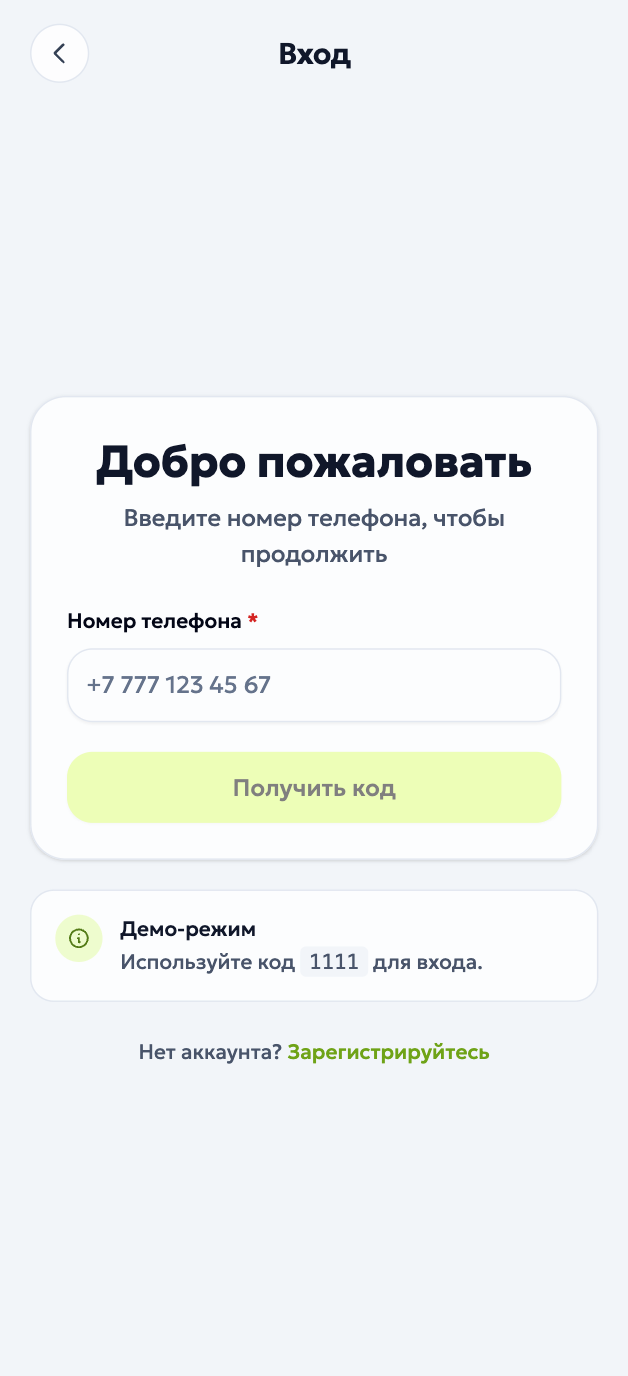 Вход
Добро пожаловать
Введите номер телефона, чтобы
продолжить
Номер телефона *
+7 777 123 45 67
Получить код
Демо-режим
Используйте код 1111 для входа.
Нет аккаунта? Зарегистрируйтесь